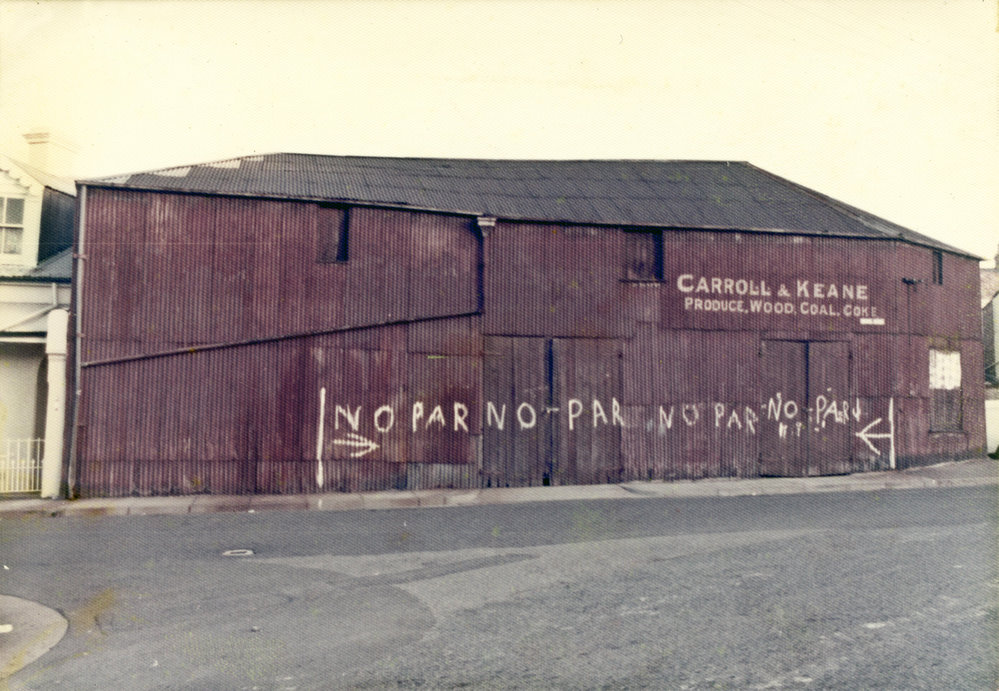 CARROLL & KEANE
PRODUCE, WOOD, COAL, COKE
NO PAR NO-PAR NO PAR NO PAR